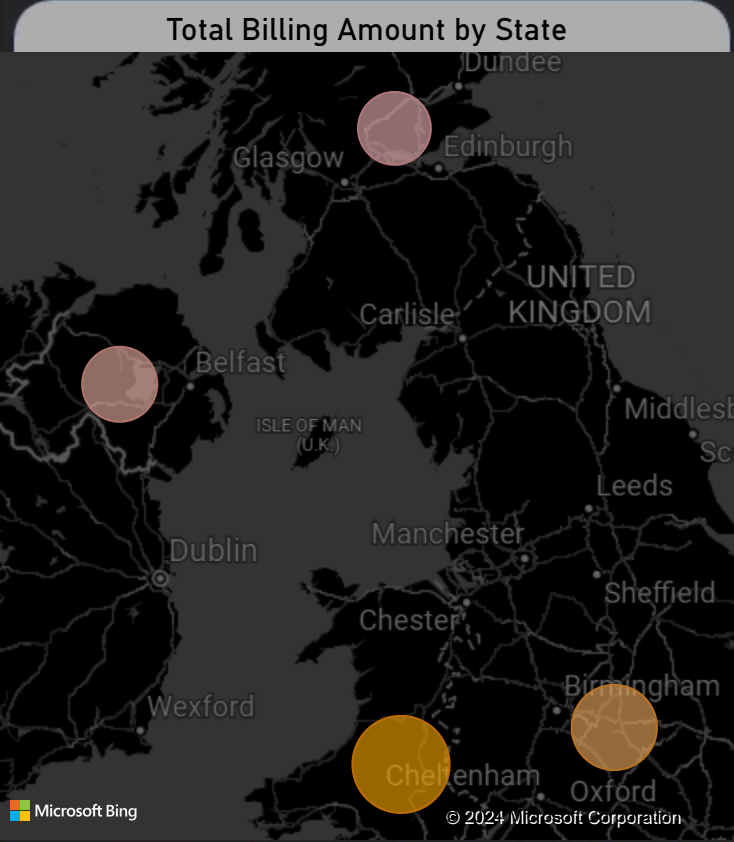 Total Billing Amount by State
Dundee
Edinburgh
Glasgow
UNITED
KINGDOM
Carlisle
Belfast
Middlesb
ISLE OF MAN
(U.K.)
Sc
Leeds
Manchester
Dublin
Sheffield
Chester
Birmingham
Wexford
Cheltenham
Oxford
Microsoft Bing
© 2024 Microsoft Corporation